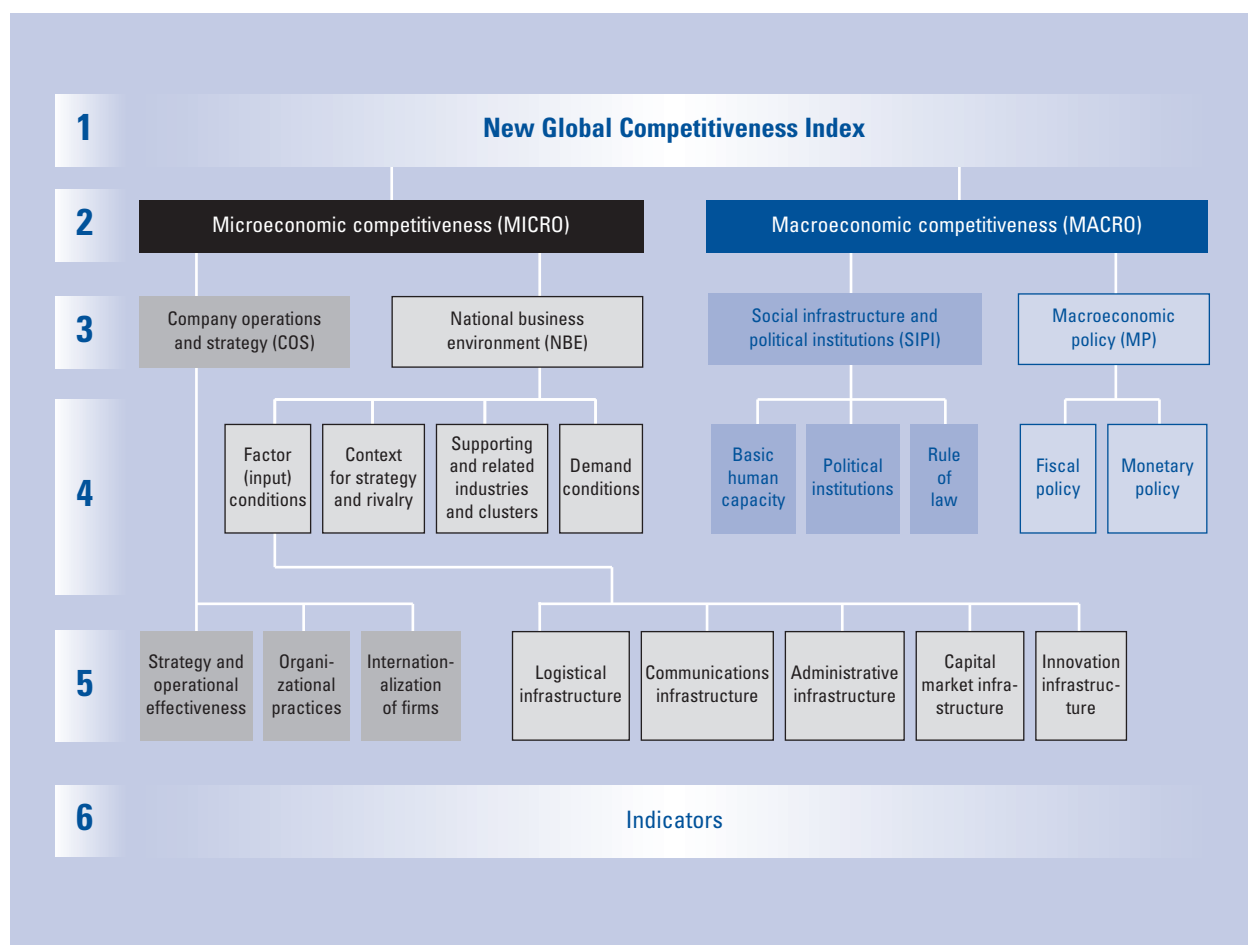 1
New Global Competitiveness Index
2
Microeconomic competitiveness (MICRO)
Macroeconomic competitiveness (MACRO)
3
Company operations
and strategy (COS)
National business
environment (NBE)
Social infrastructure and
political institutions (SIPI)
Macroeconomic
policy (MP)
4
Factor
(input)
conditions
Context
for strategy
and rivalry
Supporting
and related
industries
and clusters
Demand
conditions
Basic
human
capacity
Political
institutions
Rule
of
law
Fiscal
policy
Monetary
policy
5
Strategy and
operational
effectiveness
Organi-
zational
practices
Internation-
alization
of firms
Logistical
infrastructure
Communications
infrastructure
Administrative
infrastructure
Capital
market infra-
structure
Innovation
infrastruc-
ture
6
Indicators